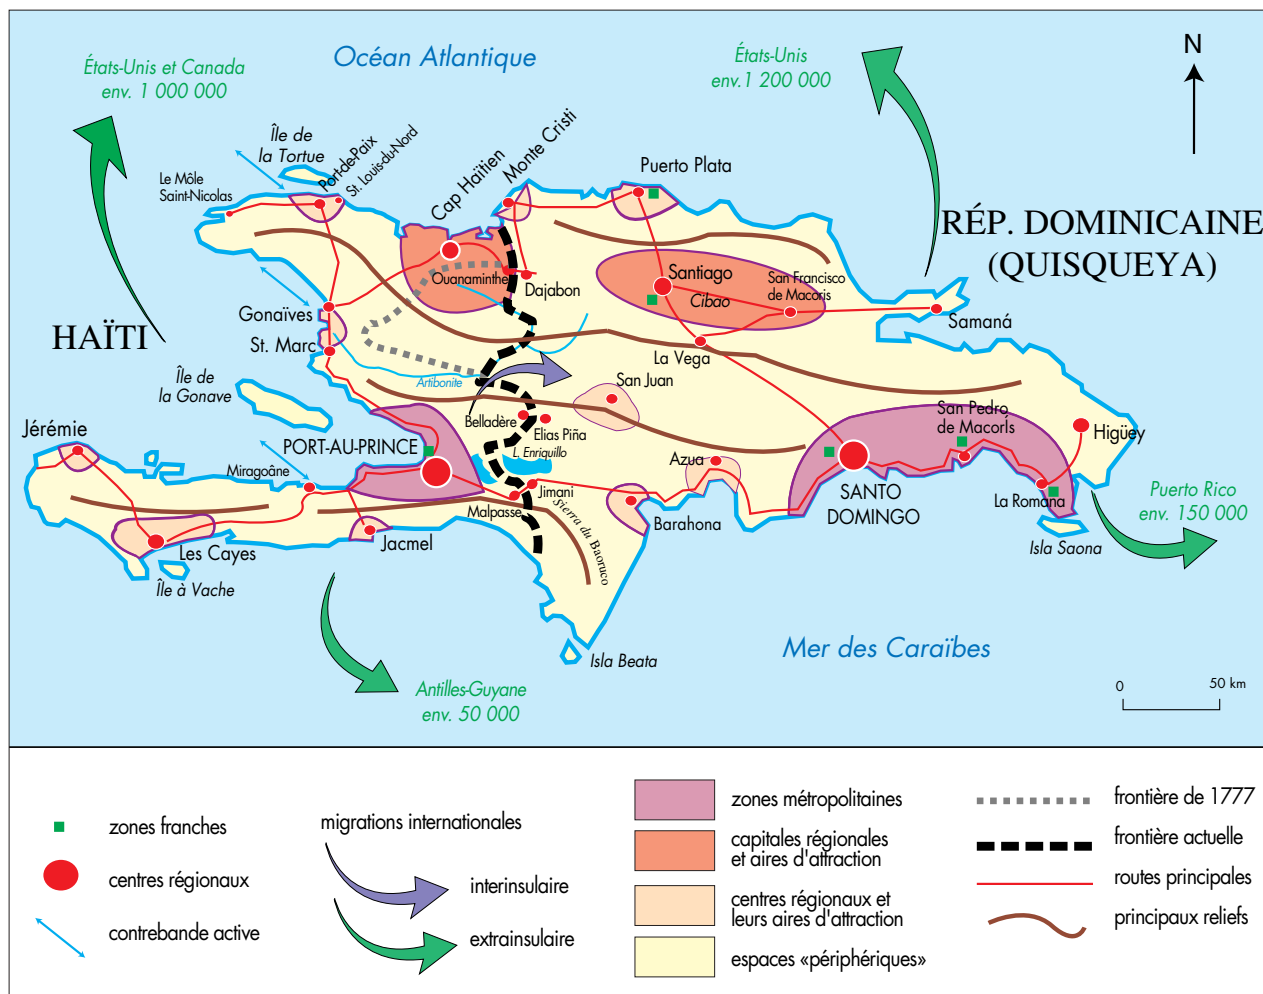 Océan Atlantique
États-Unis et Canada
env. 1 000 000
États-Unis
env.1 200 000
N
Île de
la Tortue
Port-de-Paix
St. Louis-du-Nord
Le Môle
Saint-Nicolas
Cap Haïtien
Monte Cristi
Puerto Plata
RÉP. DOMINICAINE
(QUISQUEYA)
Ouanaminthe
Dajabon
Santiago
Cibao
San Francisco
de Macoris
Samaná
HAÏTI
Gonaïves
St. Marc
La Vega
Île de
la Gonave
Artibonite
San Juan
Jérémie
PORT-AU-PRINCE
Belladère
Elias Piña
L. Enriguillo
San Pedro
de MacorÍs
Higüey
Miragoâne
Azua
Malpasse
Jimani
Sierra du Baoruco
Barahona
SANTO
DOMINGO
La Romana
Puerto Rico
env. 150 000
Les Cayes
Jacmel
Isla Saona
Île à Vache
Isla Beata
Mer des Caraïbes
Antilles-Guyane
env. 50 000
0
50 km
zones franches
centres régionaux
contrebande active
migrations internationales
interinsulaire
extrainsulaire
zones métropolitaines
capitales régionales
et aires d'attraction
centres régionaux et
leurs aires d'attraction
espaces «périphériques»
frontière de 1777
frontière actuelle
routes principales
principaux reliefs